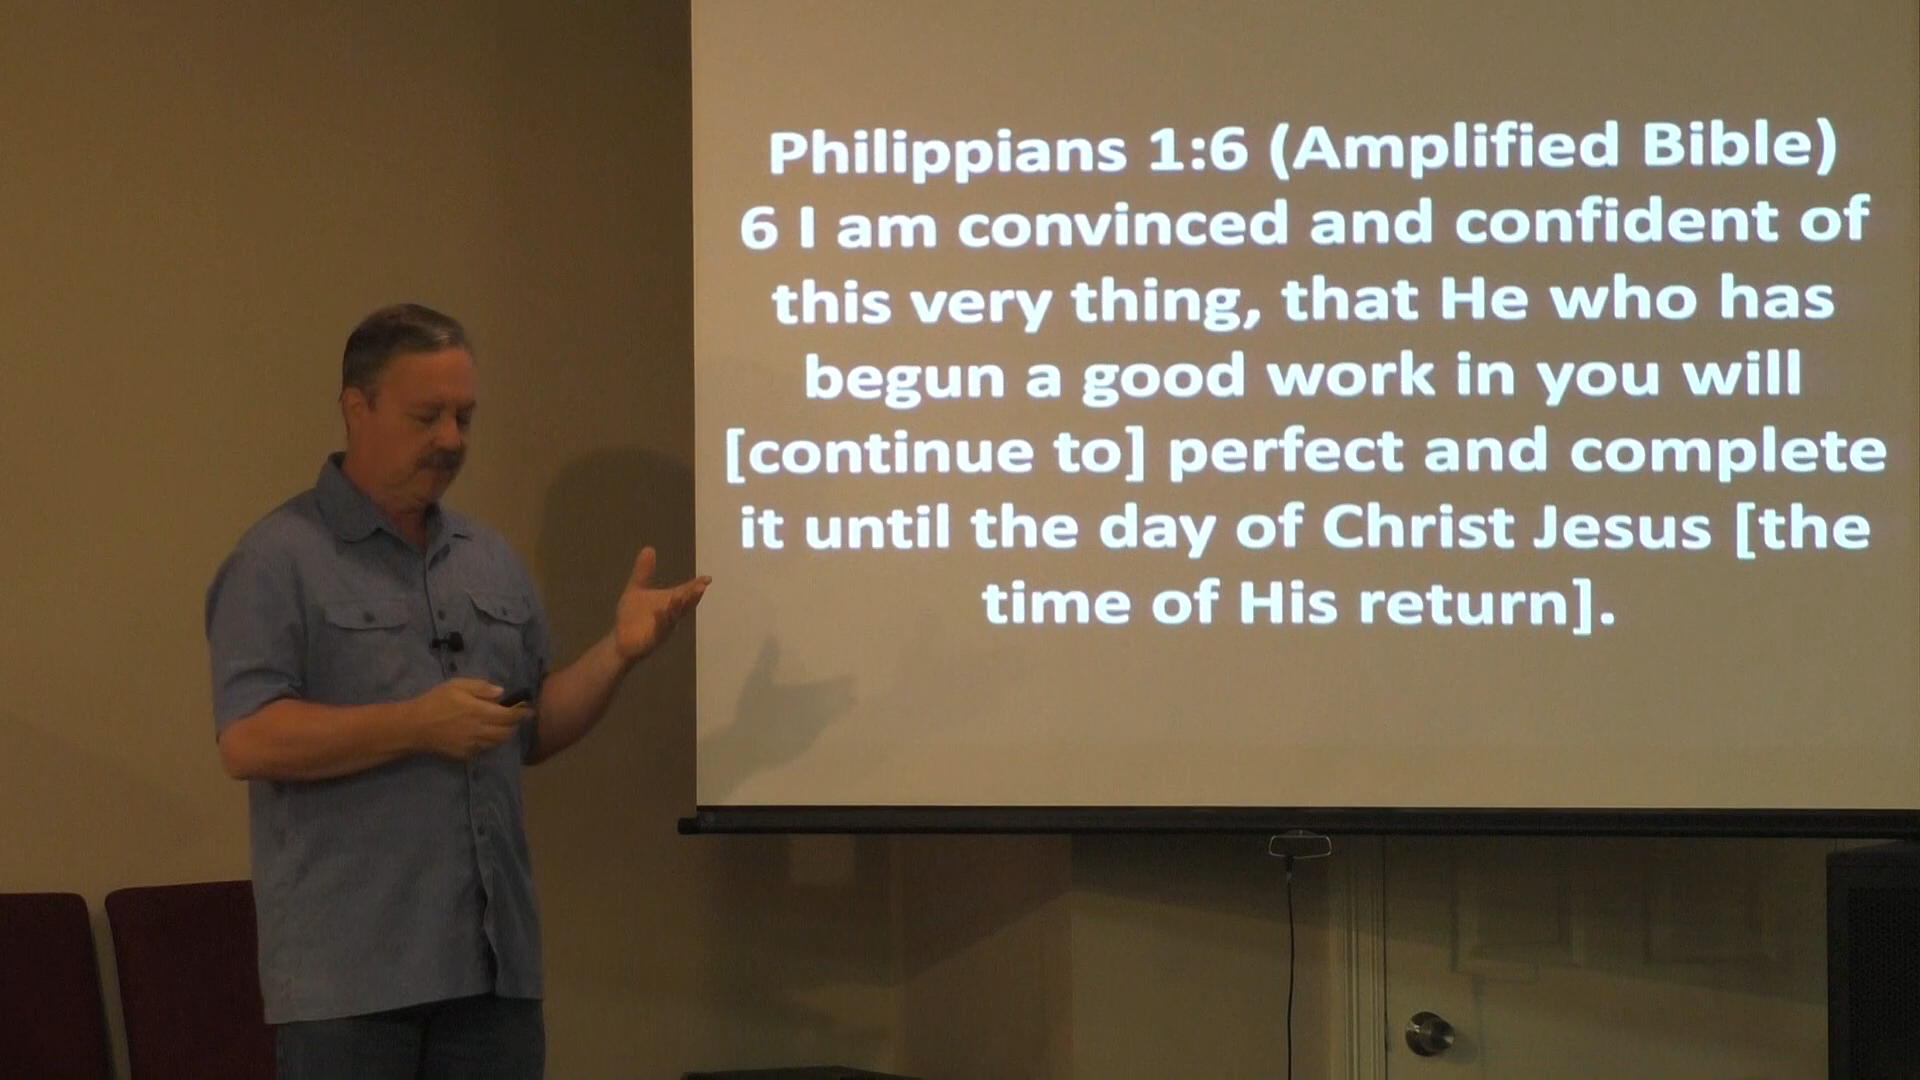 Philippians 1:6 (Amplified Bible)
6 I am convinced and confident of
this very thing, that He who has
begun a good work in you will
[continue to] perfect and complete
it until the day of Christ Jesus [the
time of His return].